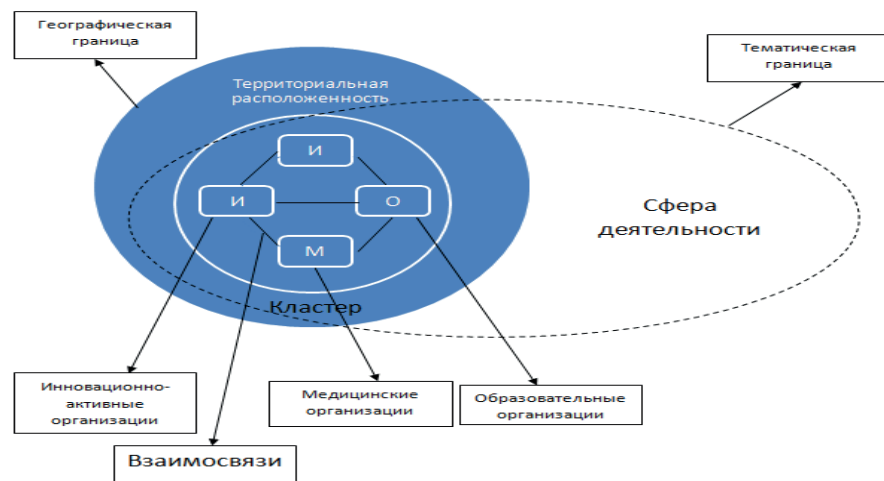 Географическая
граница
Тематическая
граница
Территориальная
расположенность
И
И
О
М
Сфера
деятельности
Кластер
Инновационно-
активные
организации
Медицинские
организации
Образовательные
организации
Взаимосвязи